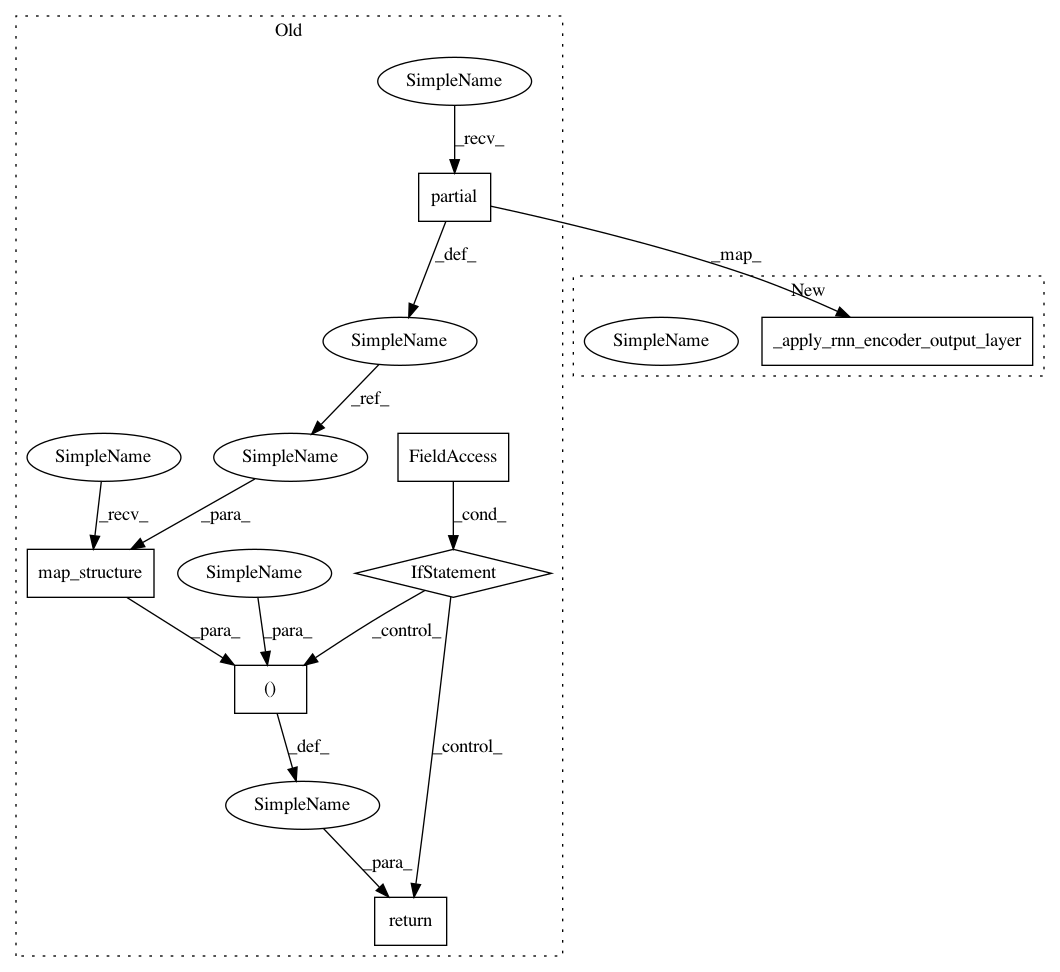 Old
SimpleName
_recv_
partial
_def_
_map_
New
SimpleName
SimpleName
_apply_rnn_encoder_output_layer
_ref_
SimpleName
SimpleName
FieldAccess
_recv_
_para_
_cond_
map_structure
SimpleName
IfStatement
_para_
_para_
_control_
()
_def_
_control_
SimpleName
_para_
return